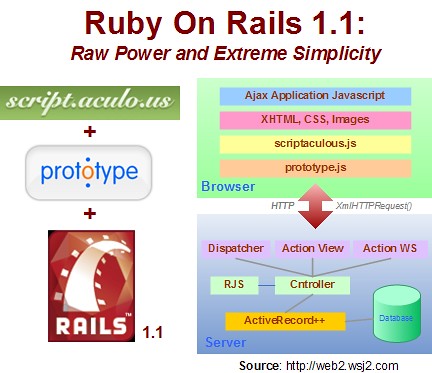 Ruby On Rails 1.1:
Raw Power and Extreme Simplicity
script.aculo.us
+
prototype
+
RAILS™ 1.1
Ajax Application Javascript
XHTML, CSS, Images
scriptaculous.js
prototype.js
Browser
HTTP XmlHTTPRequest()
Dispatcher Action View Action WS
RJS Cntroller
ActiveRecord++ Database
Server
Source: http://web2.wsj2.com